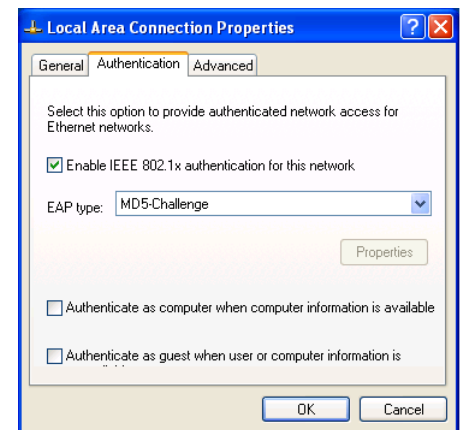 Local Area Connection Properties
General Authentication Advanced
Select this option to provide authenticated network access for
Ethernet networks.
Enable IEEE 802.1x authentication for this network
EAP type: MD5-Challenge
Properties
Authenticate as computer when computer information is available
Authenticate as guest when user or computer information is
OK Cancel